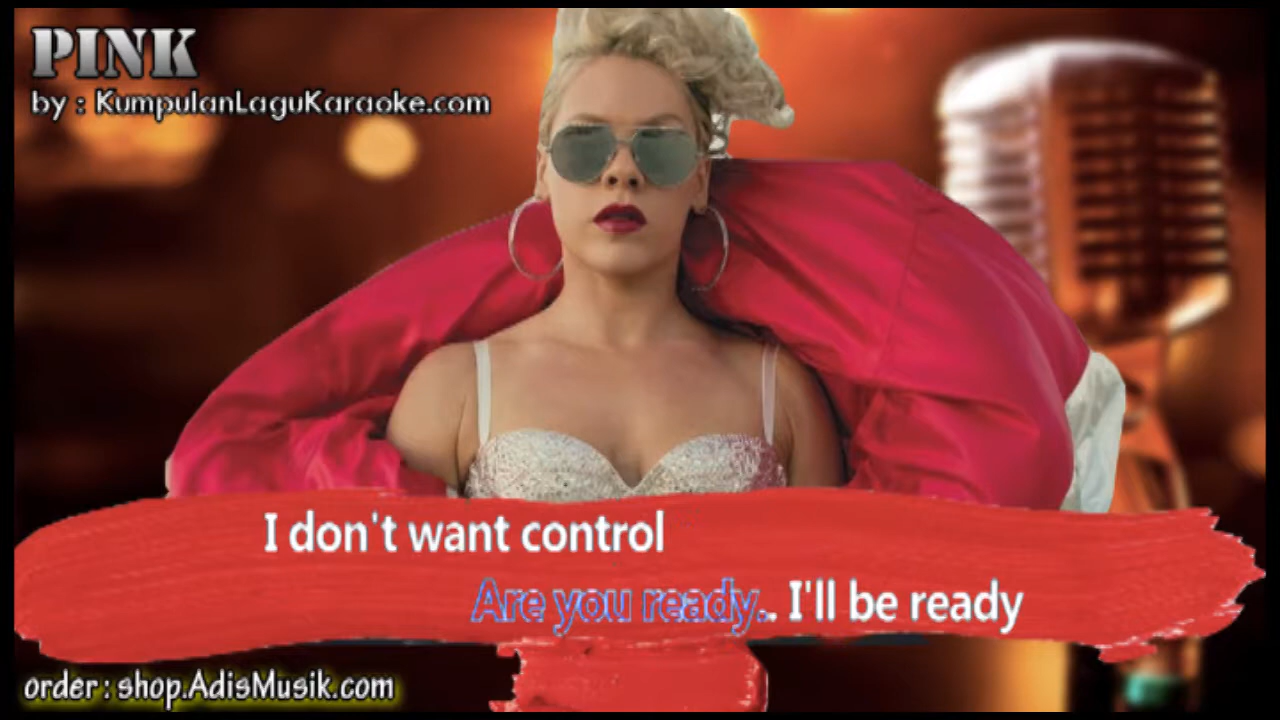 PINK
by : KumpulanLaguKaraoke.com
I don't want control
Are you ready.. I'll be ready
order : shop.AdisMusik.com